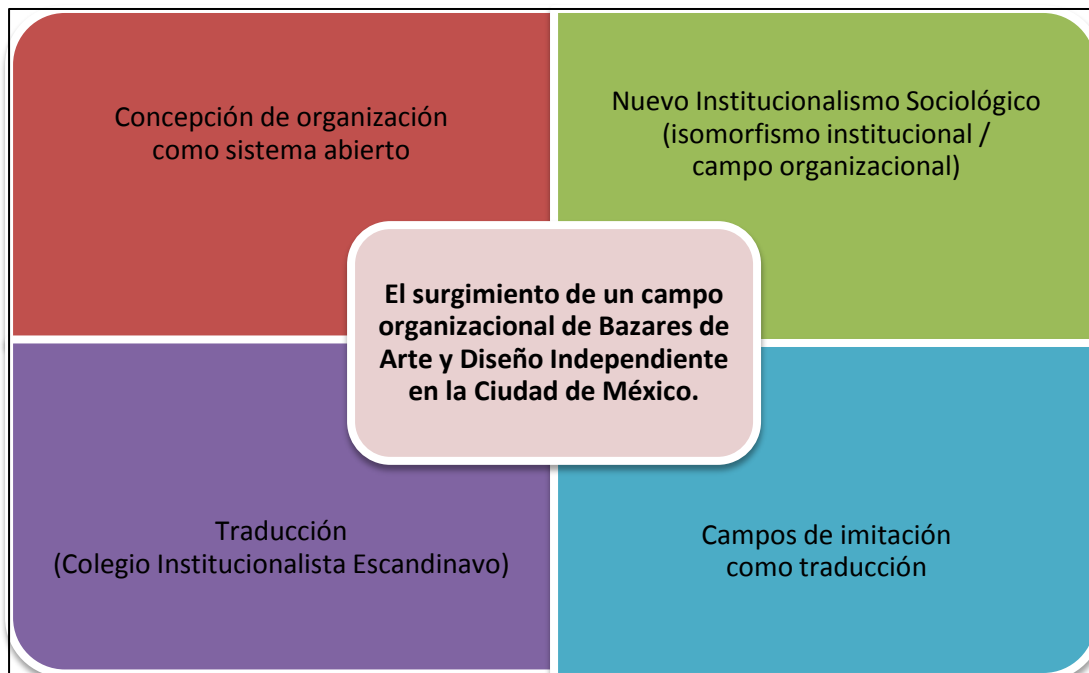 Concepción de organización
como sistema abierto
Nuevo Institucionalismo Sociológico
(isomorfismo institucional /
campo organizacional)
El surgimiento de un campo
organizacional de Bazares de
Arte y Diseño Independiente
en la Ciudad de México.
Traducción
(Colegio Institucionalista Escandinavo)
Campos de imitación
como traducción